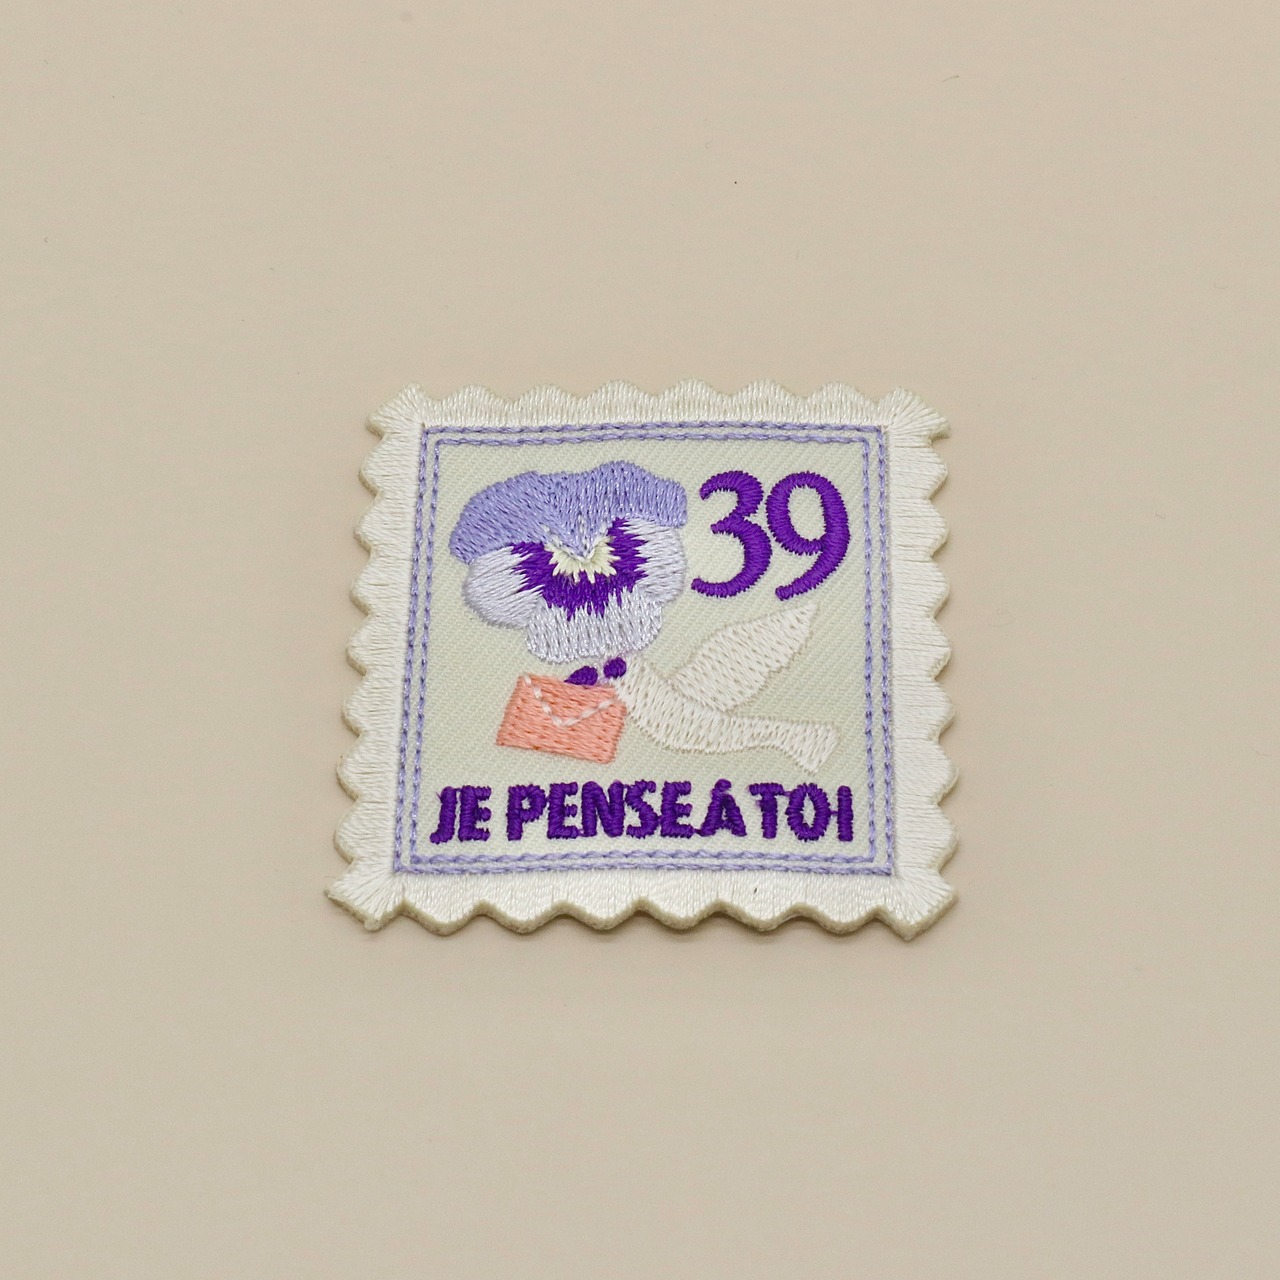 39
JE PENSE Á TOI